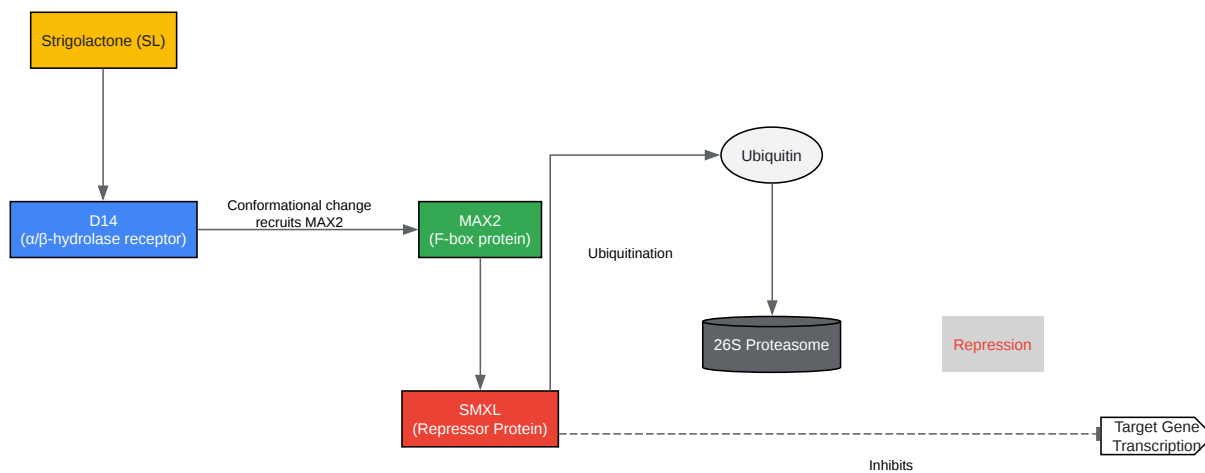 Strigolactone (SL)
D14
(α/β-hydrolase receptor)
Conformational change
recruits MAX2
MAX2
(F-box protein)
Ubiquitin
Ubiquitination
26S Proteasome
Repression
SMXL
(Repressor Protein)
Inhibits
Target Gene
Transcription